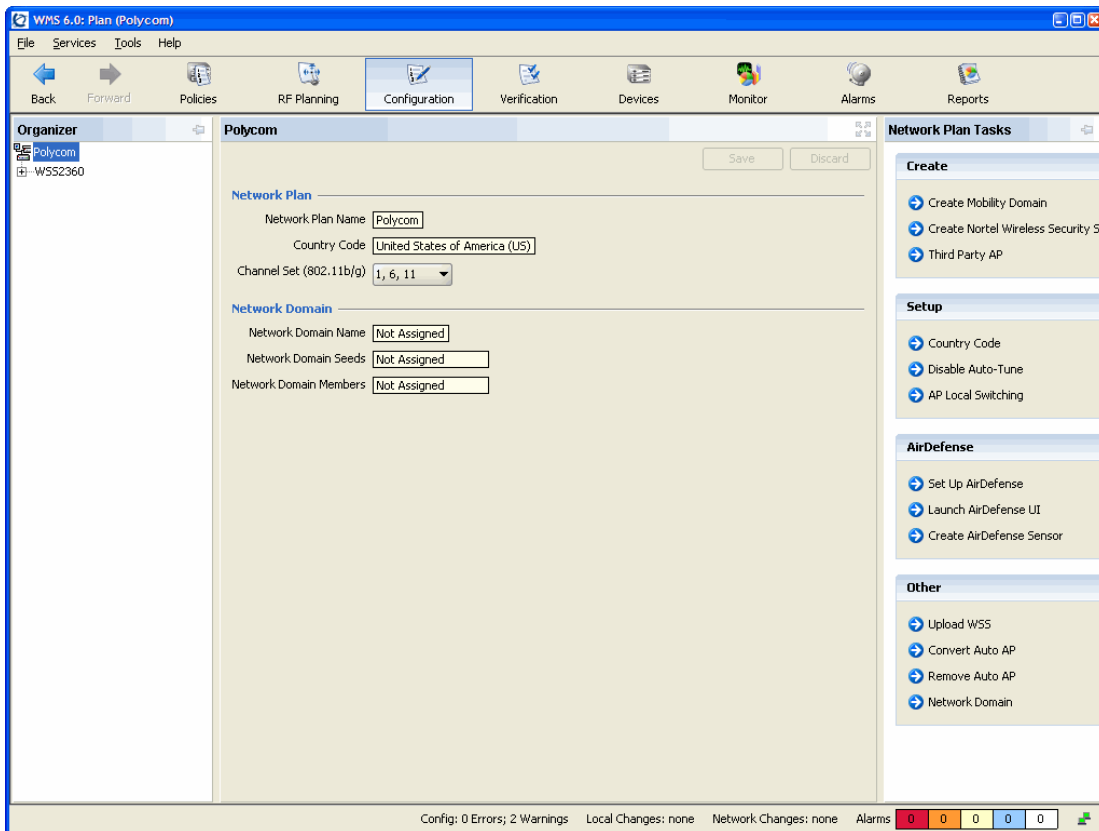 WMS 6.0: Plan (Polycom)
File Services Tools Help
Back Forward Policies RF Planning Configuration Verification Devices Monitor Alarms Reports
Organizer
Polycom
WSS2360
Polycom
Save Discard
Network Plan
Network Plan Name Polycom
Country Code United States of America (US)
Channel Set (802.11b/g) 1, 6, 11
Network Domain
Network Domain Name Not Assigned
Network Domain Seeds Not Assigned
Network Domain Members Not Assigned
Network Plan Tasks
Create
Create Mobility Domain
Create Nortel Wireless Security S
Third Party AP
Setup
Country Code
Disable Auto-Tune
AP Local Switching
AirDefense
Set Up AirDefense
Launch AirDefense UI
Create AirDefense Sensor
Other
Upload WSS
Convert Auto AP
Remove Auto AP
Network Domain
Config: 0 Errors; 2 Warnings Local Changes: none Network Changes: none Alarms 0 0 0 0 0